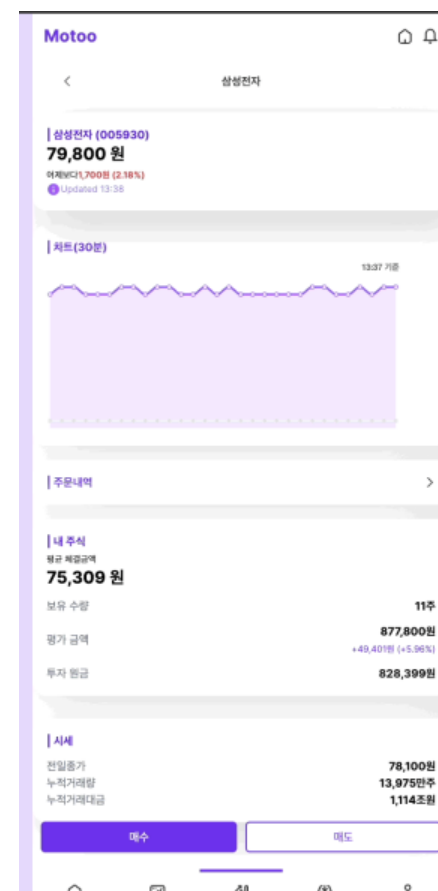 Motoo
삼성전자
삼성전자 (005930)
79,800 원
어제보다1,700원 (2.18%)
Updated 13:38
차트(30분)
13:37 기준
주문내역
내 주식
평균 체결금액
75,309 원
보유 수량 11주
평가 금액 877,800원
+49,401원 (+5.96%)
투자 원금 828,399원
시세
전일종가 78,100원
누적거래량 13,975만주
누적거래대금 1,114조원
매수 매도